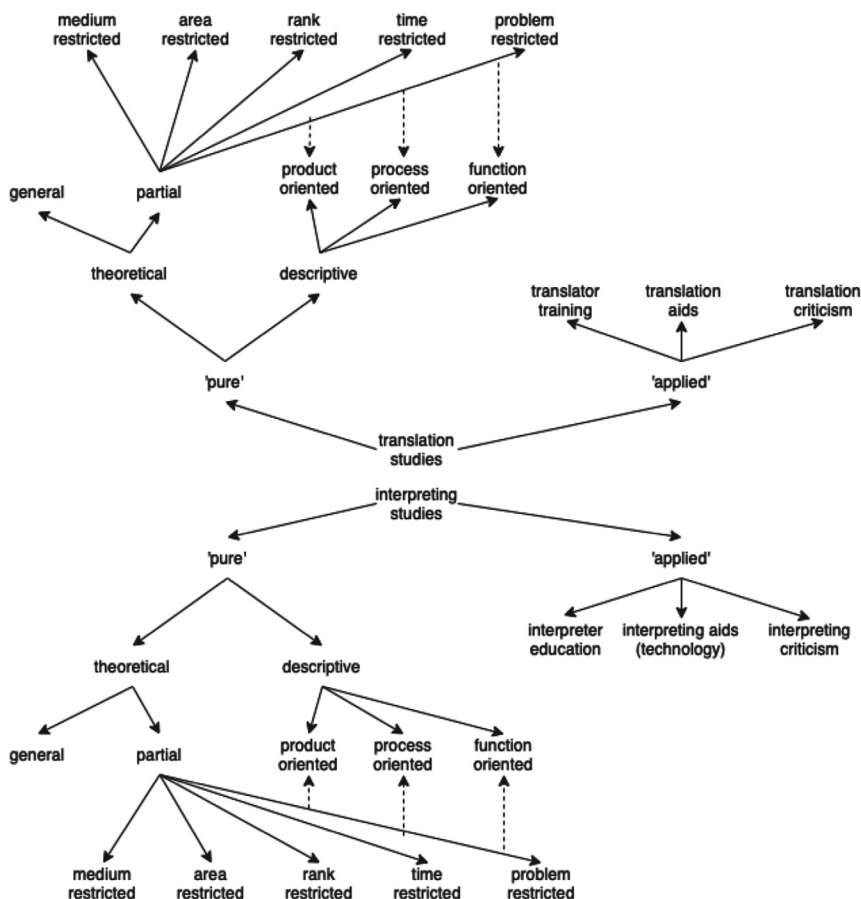 medium restricted
area restricted
rank restricted
time restricted
problem restricted
product oriented
process oriented
function oriented
general
partial
theoretical
descriptive
translator training
translation aids
translation criticism
'pure'
'applied'
translation studies
interpreting studies
'pure'
'applied'
interpreter education
interpreting aids (technology)
interpreting criticism
theoretical
descriptive
general
partial
product oriented
process oriented
function oriented
medium restricted
area restricted
rank restricted
time restricted
problem restricted